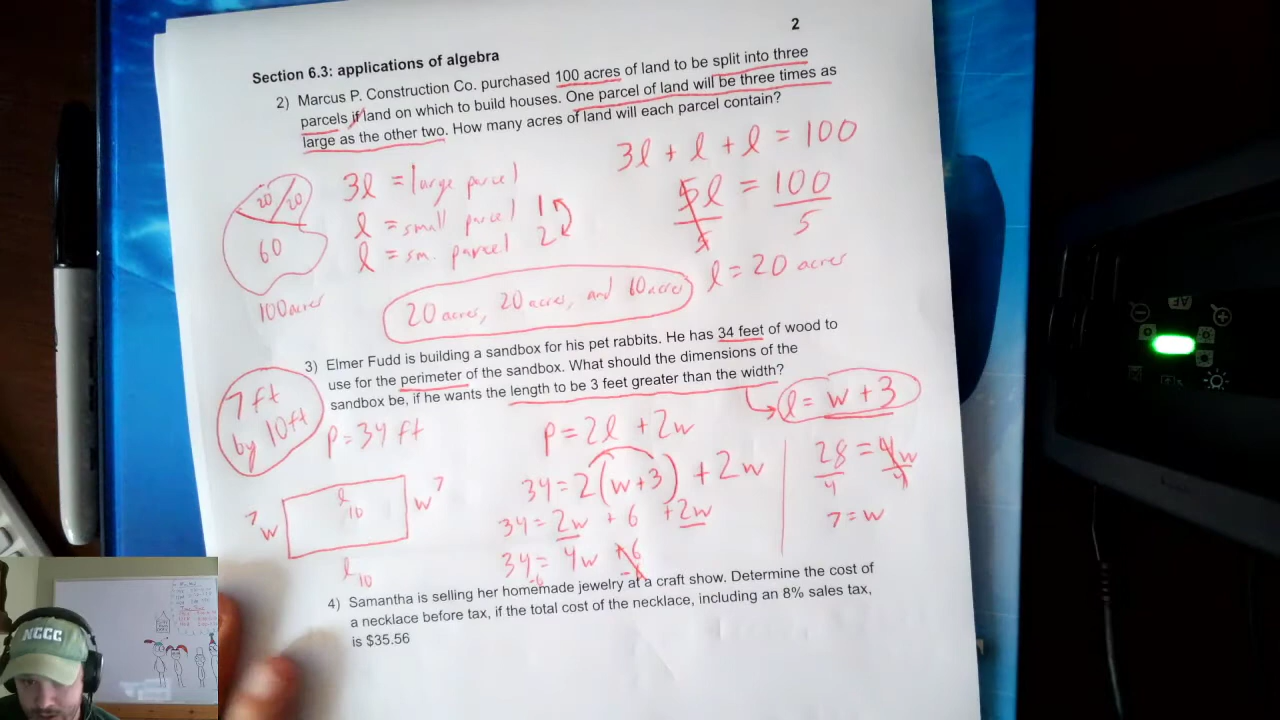 2
Section 6.3: applications of algebra
2) Marcus P. Construction Co. purchased 100 acres of land to be split into three
parcels if land on which to build houses. One parcel of land will be three times as
large as the other two. How many acres of land will each parcel contain?
3l + l + l = 100
20/20
60
100 acres
3l = large parcel
l = small parcel 1
l = sm. parcel 2
5l = 100
5 5
l = 20 acres
20 acres, 20 acres, and 60 acres
3) Elmer Fudd is building a sandbox for his pet rabbits. He has 34 feet of wood to
use for the perimeter of the sandbox. What should the dimensions of the
sandbox be, if he wants the length to be 3 feet greater than the width?
l = w + 3
7 ft
by 10ft
P = 34 ft
P = 2l + 2w
34 = 2(w+3) + 2w
34 = 2w + 6 + 2w
34 = 4w + 6
-6 -6
28 = 4w
4 4
7 = w
l 10
7 w
w 7
l 10
4) Samantha is selling her homemade jewelry at a craft show. Determine the cost of
a necklace before tax, if the total cost of the necklace, including an 8% sales tax,
is $35.56
NCCC
AF